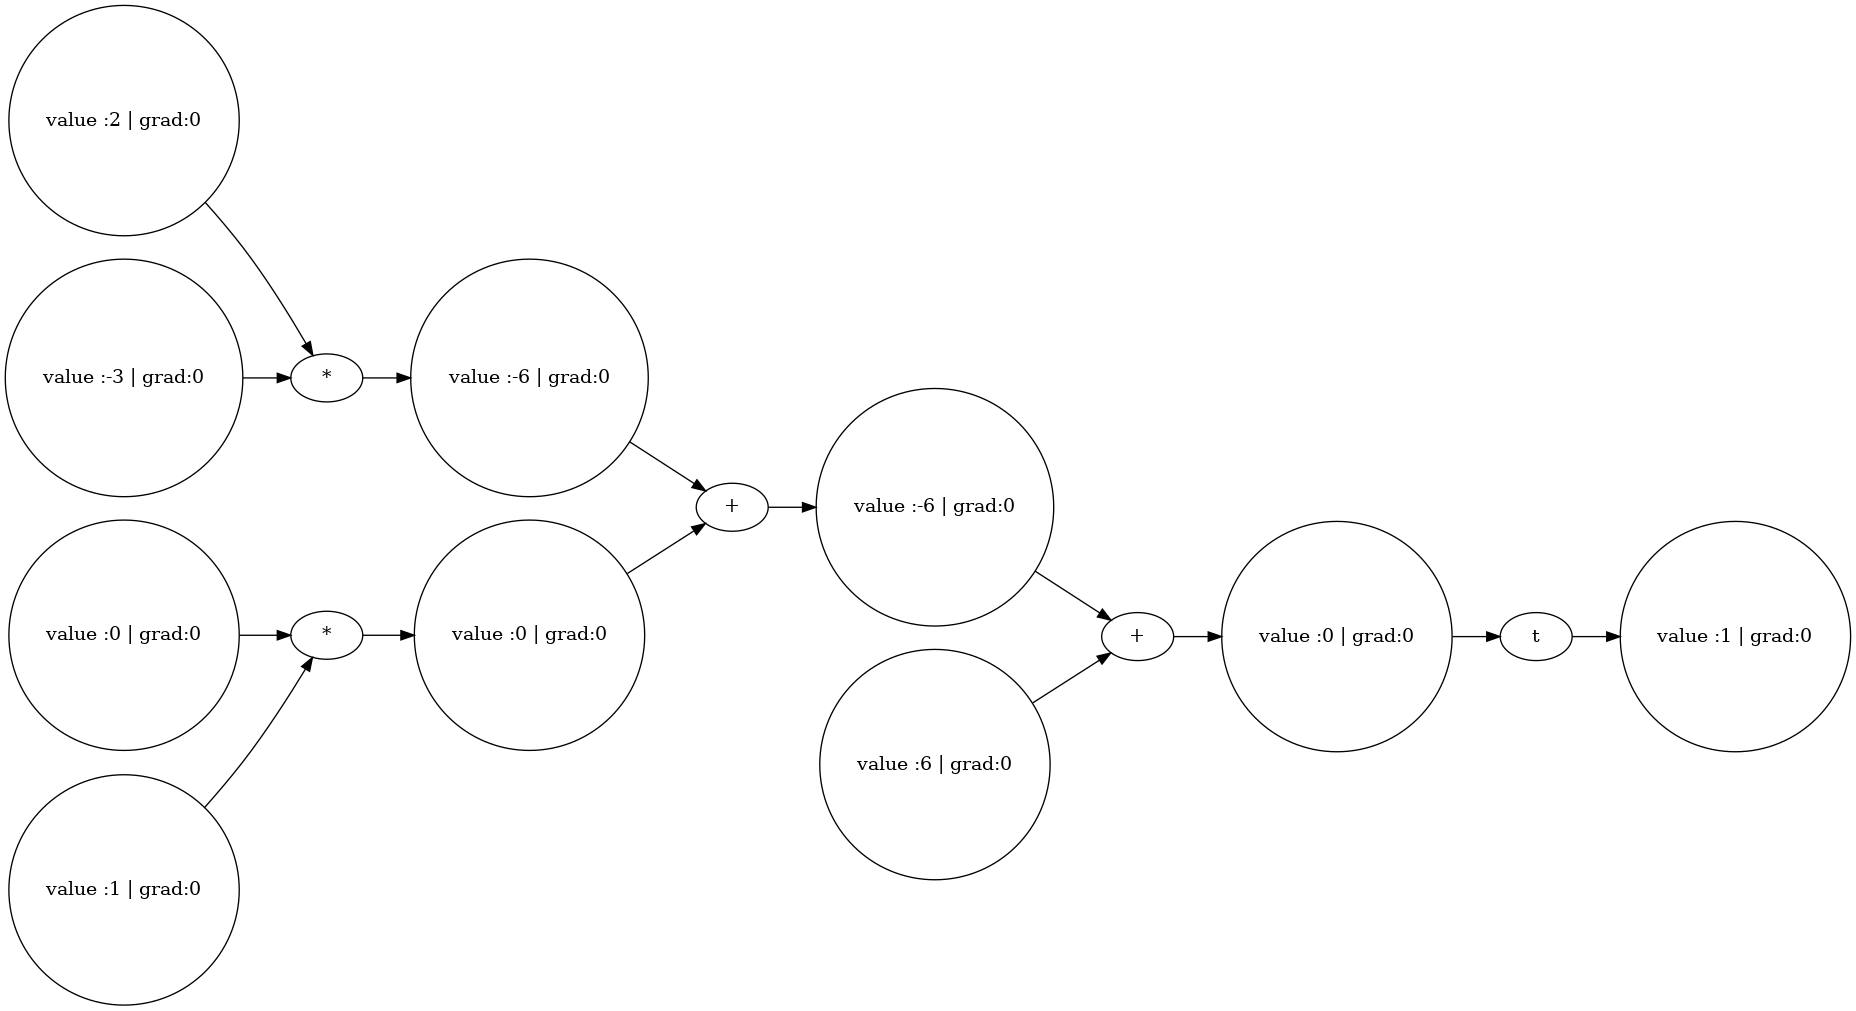 value :2 | grad:0
value :-3 | grad:0
*
value :-6 | grad:0
value :0 | grad:0
*
value :0 | grad:0
value :1 | grad:0
+
value :-6 | grad:0
value :6 | grad:0
+
value :0 | grad:0
t
value :1 | grad:0